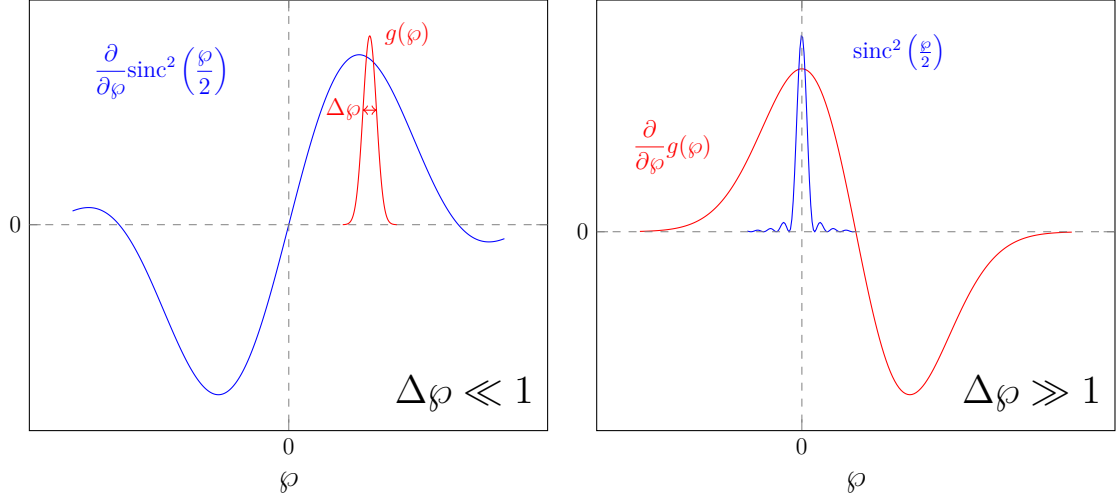 ∂/∂℘ sinc² (℘/2)
g(℘)
Δ℘
0
Δ℘ ≪ 1
0
℘
sinc² (℘/2)
∂/∂℘ g(℘)
0
Δ℘ ≫ 1
0
℘